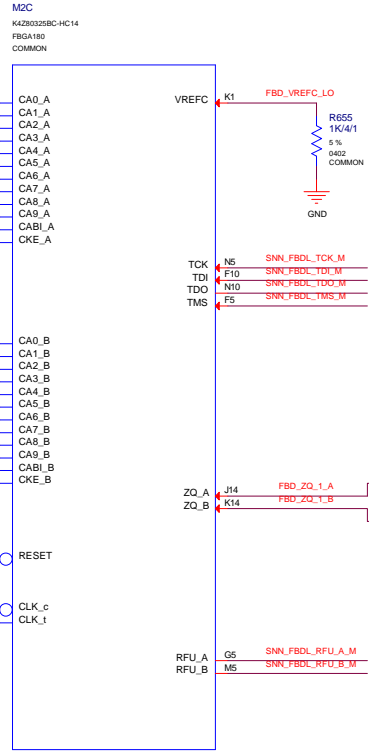 M2C
K4Z80325BC-HC14
FBGA180
COMMON
CA0_A
CA1_A
CA2_A
CA3_A
CA4_A
CA5_A
CA6_A
CA7_A
CA8_A
CA9_A
CABI_A
CKE_A
VREFC K1 FBD_VREFC_LO
R655
1K/4/1
5 %
0402
COMMON
GND
TCK N5 SNN_FBDL_TCK_M
TDI F10 SNN_FBDL_TDI_M
TDO N10 SNN_FBDL_TDO_M
TMS F5 SNN_FBDL_TMS_M
CA0_B
CA1_B
CA2_B
CA3_B
CA4_B
CA5_B
CA6_B
CA7_B
CA8_B
CA9_B
CABI_B
CKE_B
ZQ_A J14 FBD_ZQ_1_A
ZQ_B K14 FBD_ZQ_1_B
RESET
CLK_c
CLK_t
RFU_A G5 SNN_FBDL_RFU_A_M
RFU_B M5 SNN_FBDL_RFU_B_M